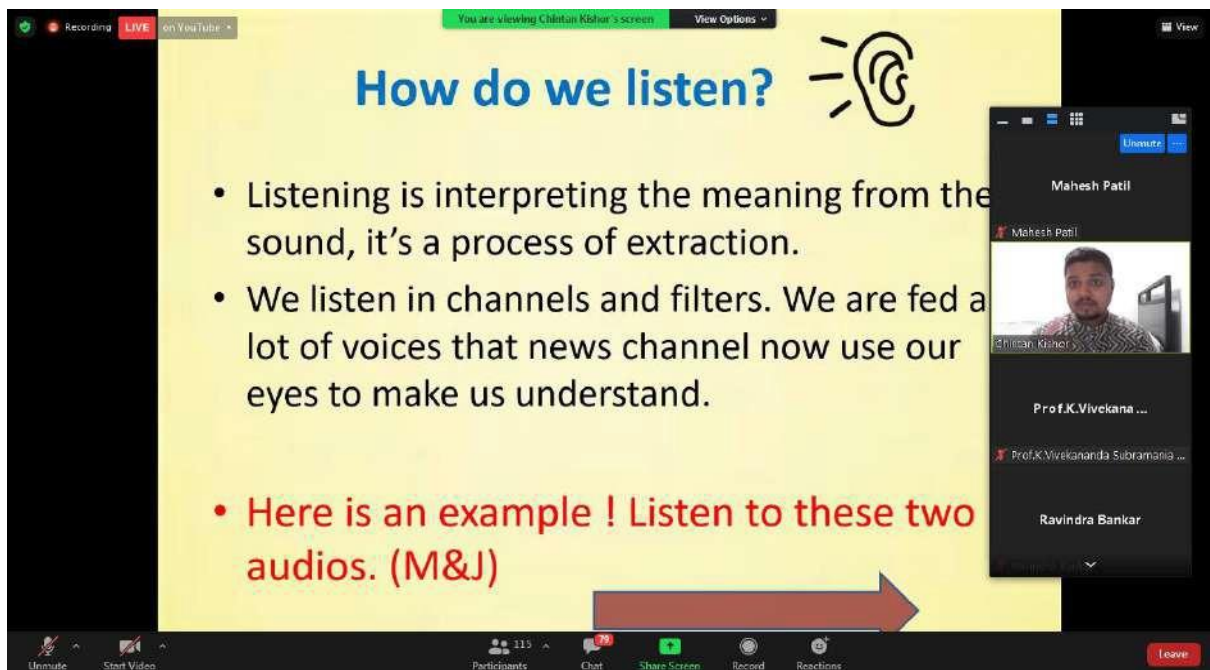 You are viewing Chintan Kishor's screen
View Options
Recording
LIVE
on YouTube
View
How do we listen?
• Listening is interpreting the meaning from the
sound, it's a process of extraction.
• We listen in channels and filters. We are fed a
lot of voices that news channel now use our
eyes to make us understand.
• Here is an example ! Listen to these two
audios. (M&J)
Unmute
Mahesh Patil
Mahesh Patil
Chintan Kishor
Prof.K.Vivekana ...
Prof.K.Vivekananda Subramania ...
Ravindra Bankar
Unmute
Start Video
115
Participants
79
Chat
Share Screen
Record
Reactions
Leave